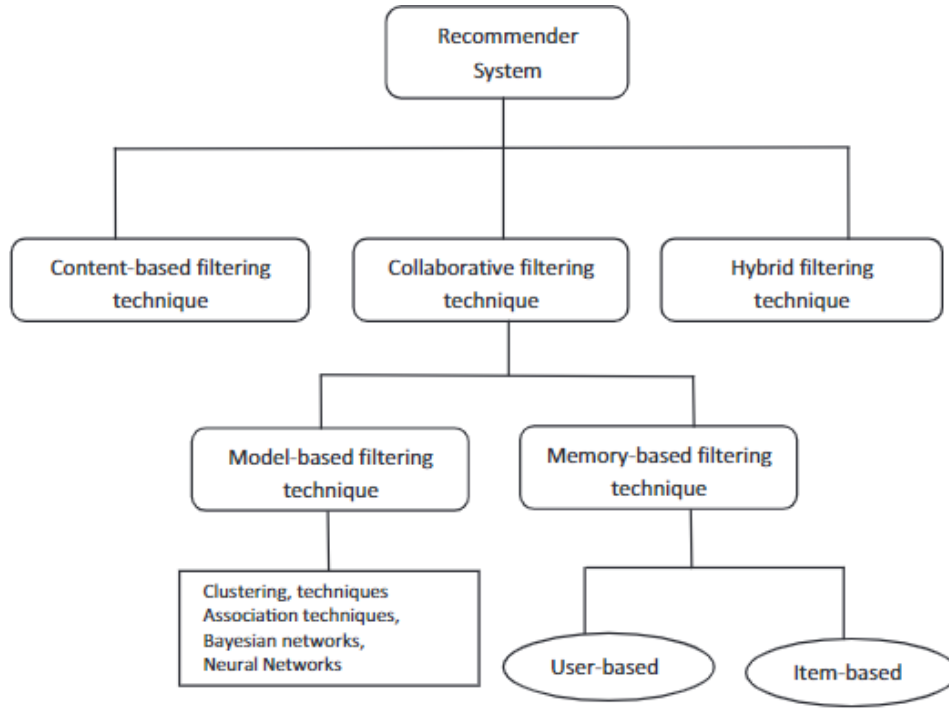 Recommender
System
Content-based filtering
technique
Collaborative filtering
technique
Hybrid filtering
technique
Model-based filtering
technique
Memory-based filtering
technique
Clustering, techniques
Association techniques,
Bayesian networks,
Neural Networks
User-based
Item-based